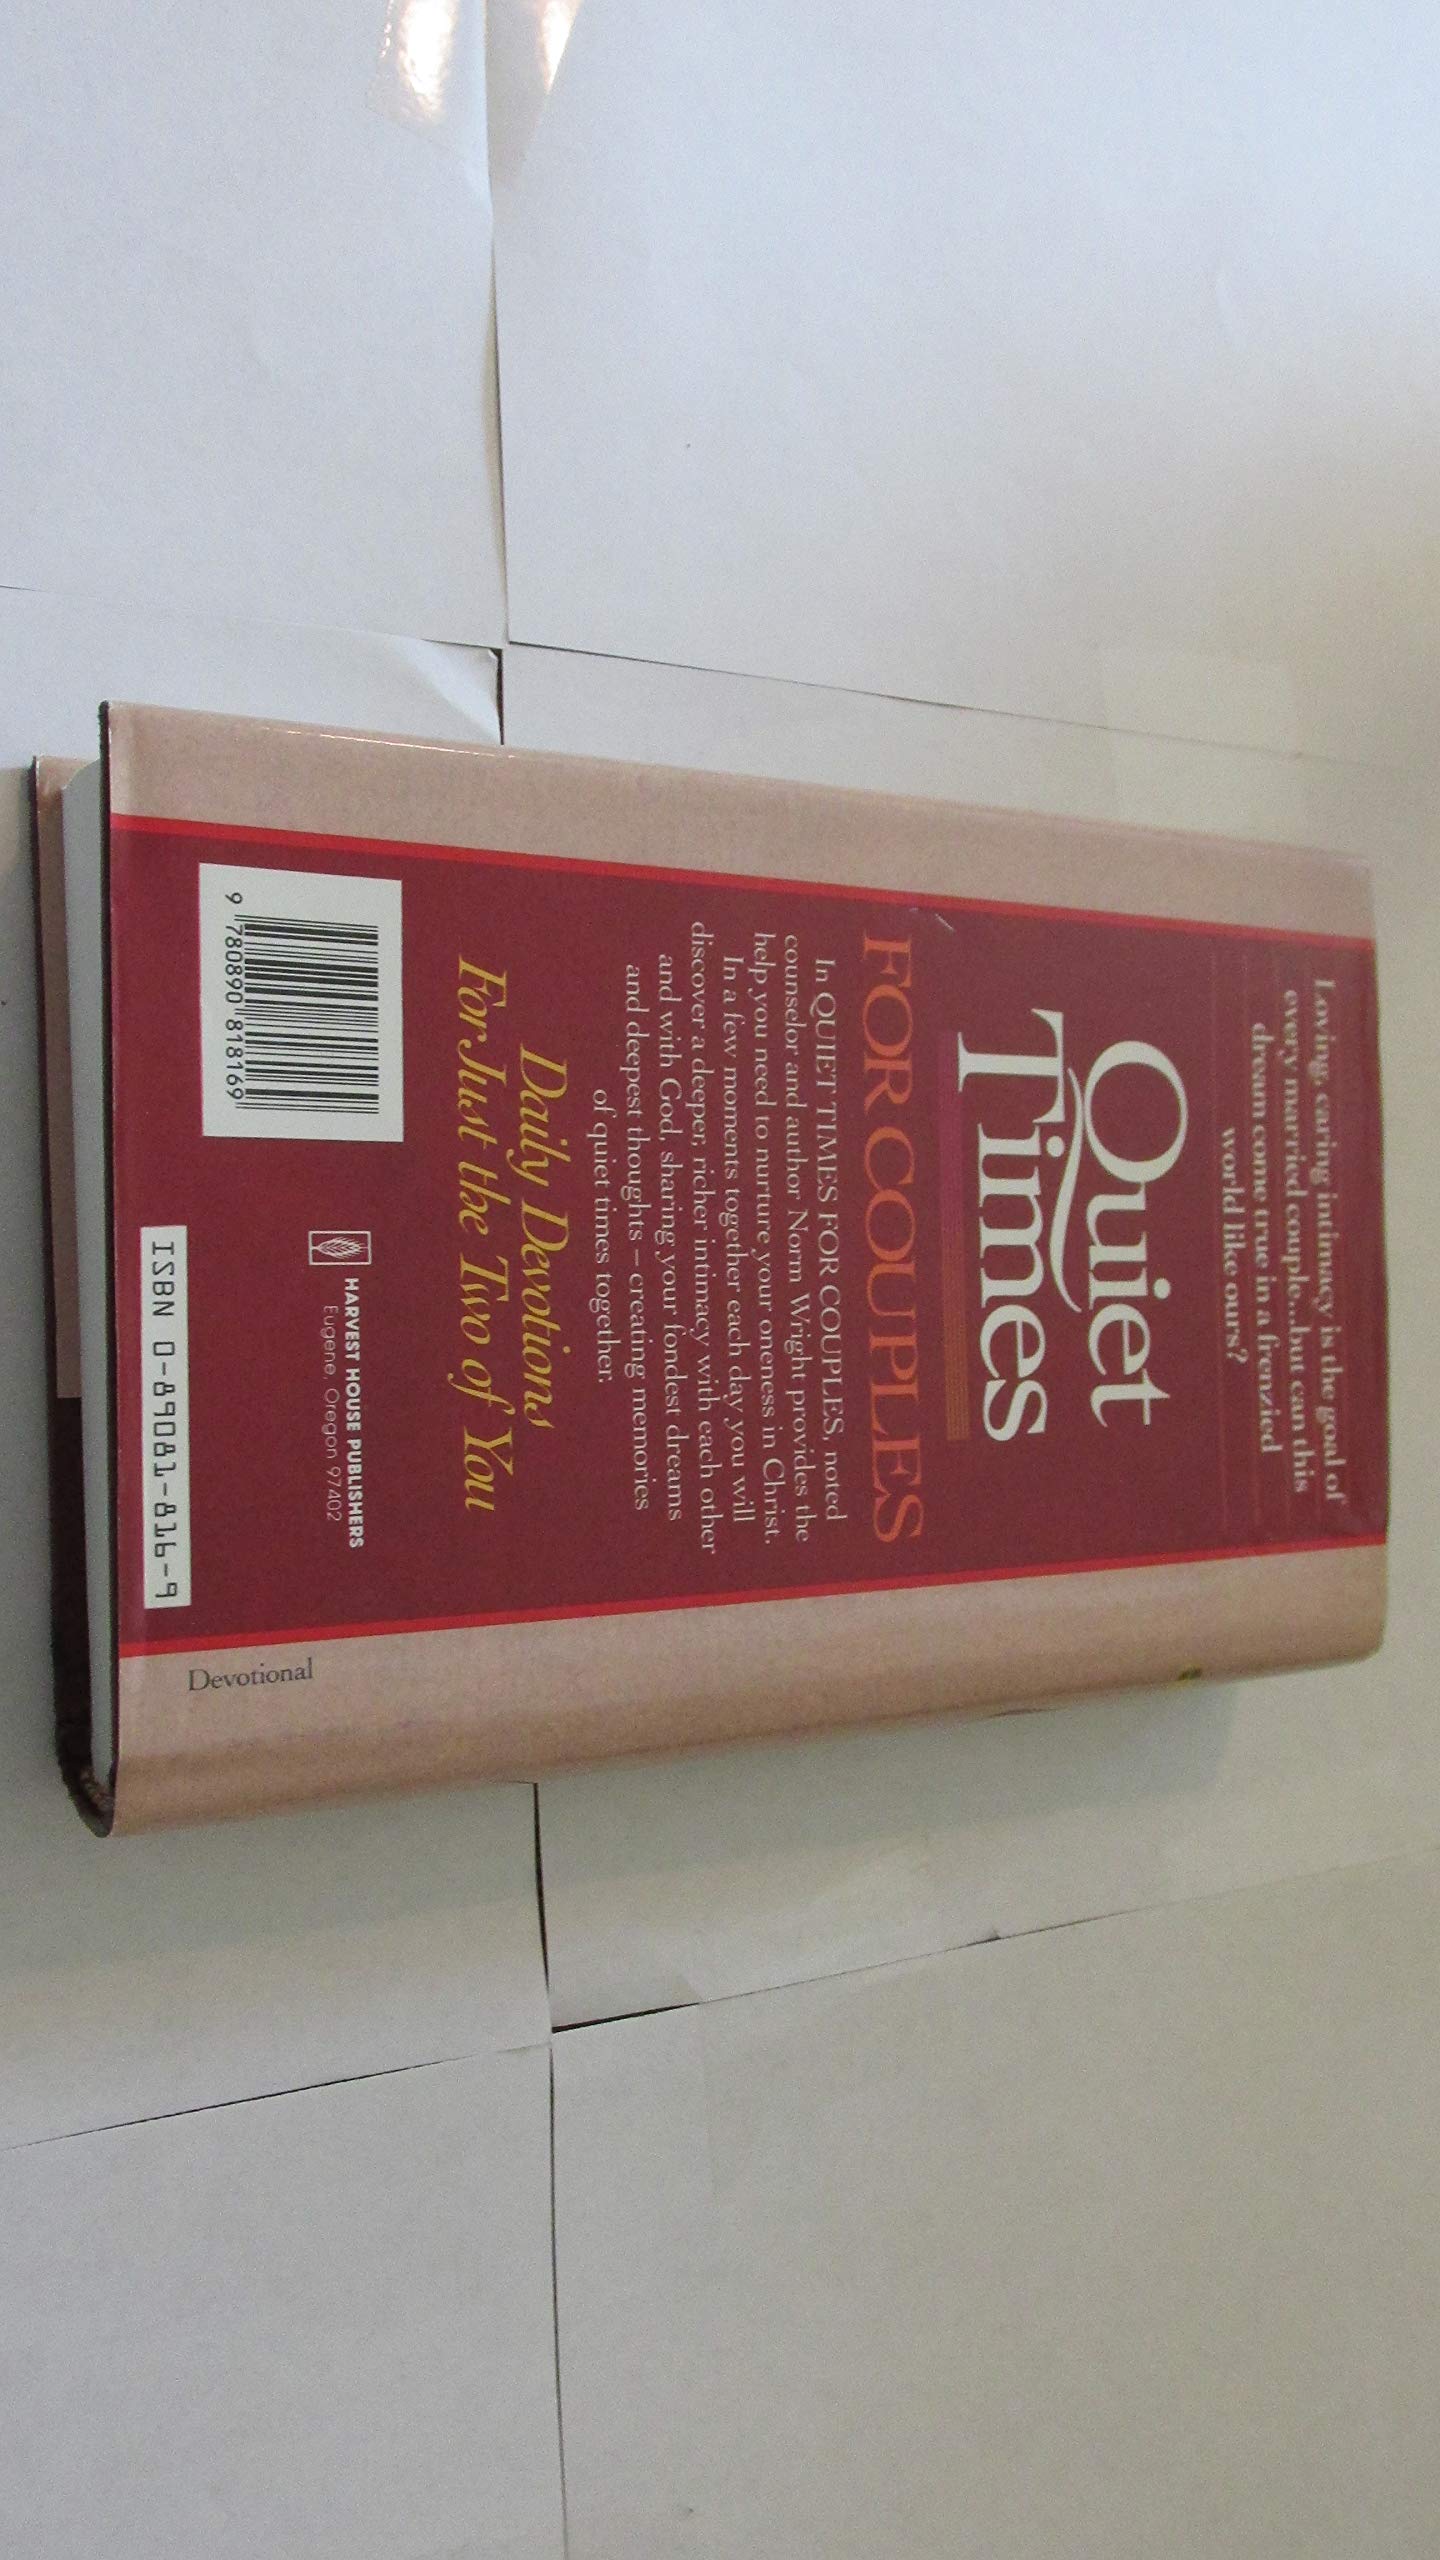 Loving, caring intimacy is the goal of
every married couple...but can this
dream come true in a frenzied
world like ours?
Quiet
Times
FOR COUPLES
In QUIET TIMES FOR COUPLES, noted
counselor and author Norm Wright provides the
help you need to nurture your oneness in Christ.
In a few moments together each day you will
discover a deeper, richer intimacy with each other
and with God, sharing your fondest dreams
and deepest thoughts – creating memories
of quiet times together.
Daily Devotions
For Just the Two of You
HARVEST HOUSE PUBLISHERS
Eugene, Oregon 97402
9 780890 818169
ISBN 0-89081-816-9
Devotional